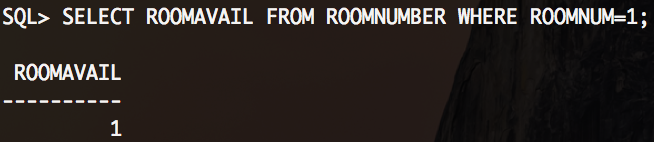 SQL> SELECT ROOMAVAIL FROM ROOMNUMBER WHERE ROOMNUM=1;
ROOMAVAIL
----------
1